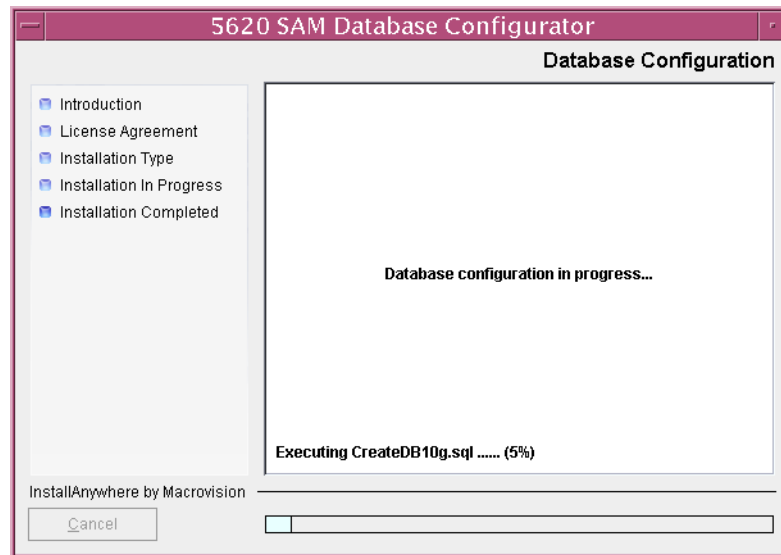 5620 SAM Database Configurator
Database Configuration
Introduction
License Agreement
Installation Type
Installation In Progress
Installation Completed
Database configuration in progress...
Executing CreateDB10g.sql ...... (5%)
InstallAnywhere by Macrovision
Cancel